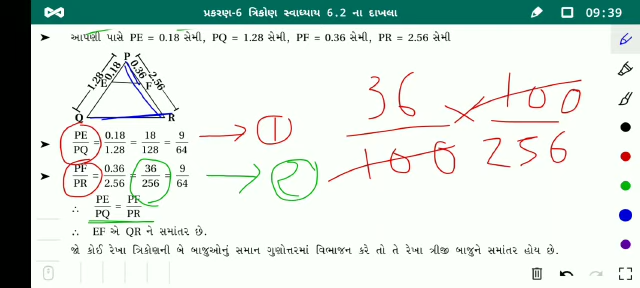 પ્રકરણ-6 ત્રિકોણ સ્વાધ્યાય 6.2 ના દાખલા
09:39
➤ આપણી પાસે PE = 0.18 સેમી, PQ = 1.28 સેમી, PF = 0.36 સેમી, PR = 2.56 સેમી
P
1.28 0.18 0.36 2.56
E F
Q R
➤ PE/PQ = 0.18/1.28 = 18/128 = 9/64 → 1
➤ PF/PR = 0.36/2.56 = 36/256 = 9/64 → 2
36/100 × 100/256
∴ PE/PQ = PF/PR
∴ EF એ QR ને સમાંતર છે.
જો કોઈ રેખા ત્રિકોણની બે બાજુઓનું સમાન ગુણોત્તરમાં વિભાજન કરે તો તે રેખા ત્રીજી બાજુને સમાંતર હોય છે.